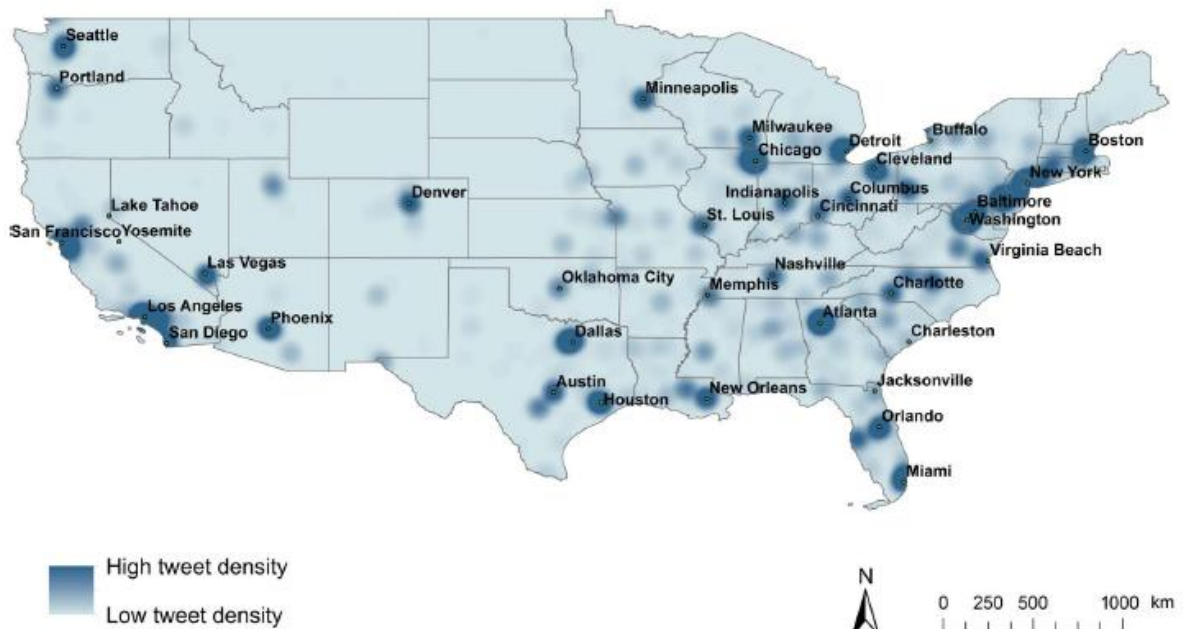 Seattle
Portland
Minneapolis
Milwaukee
Chicago
Detroit
Buffalo
Boston
Cleveland
New York
Denver
Indianapolis
Columbus
Baltimore
Lake Tahoe
Cincinnati
St. Louis
Washington
San Francisco
Yosemite
Virginia Beach
Las Vegas
Nashville
Oklahoma City
Memphis
Charlotte
Los Angeles
Phoenix
Atlanta
San Diego
Dallas
Charleston
Austin
Jacksonville
New Orleans
Houston
Orlando
Miami
High tweet density
Low tweet density
N
0 250 500 1000 km